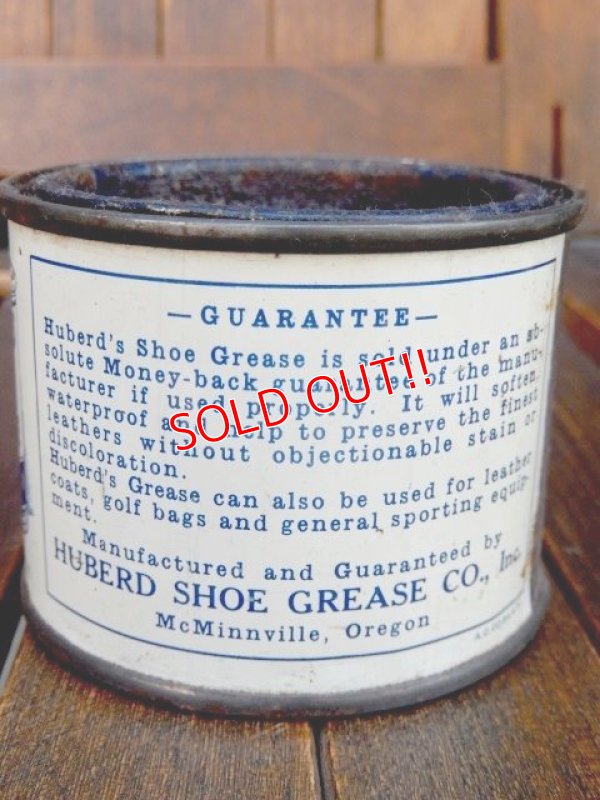 —GUARANTEE—
Huberd's Shoe Grease is sold under an ab-
solute Money-back guarantee of the manu-
facturer if used properly. It will soften,
waterproof and help to preserve the finest
leathers without objectionable stain or
discoloration.
Huberd's Grease can also be used for leather
coats, golf bags and general sporting equip-
ment.
Manufactured and Guaranteed by
HUBERD SHOE GREASE CO., Inc.
McMinnville, Oregon
SOLD OUT!!